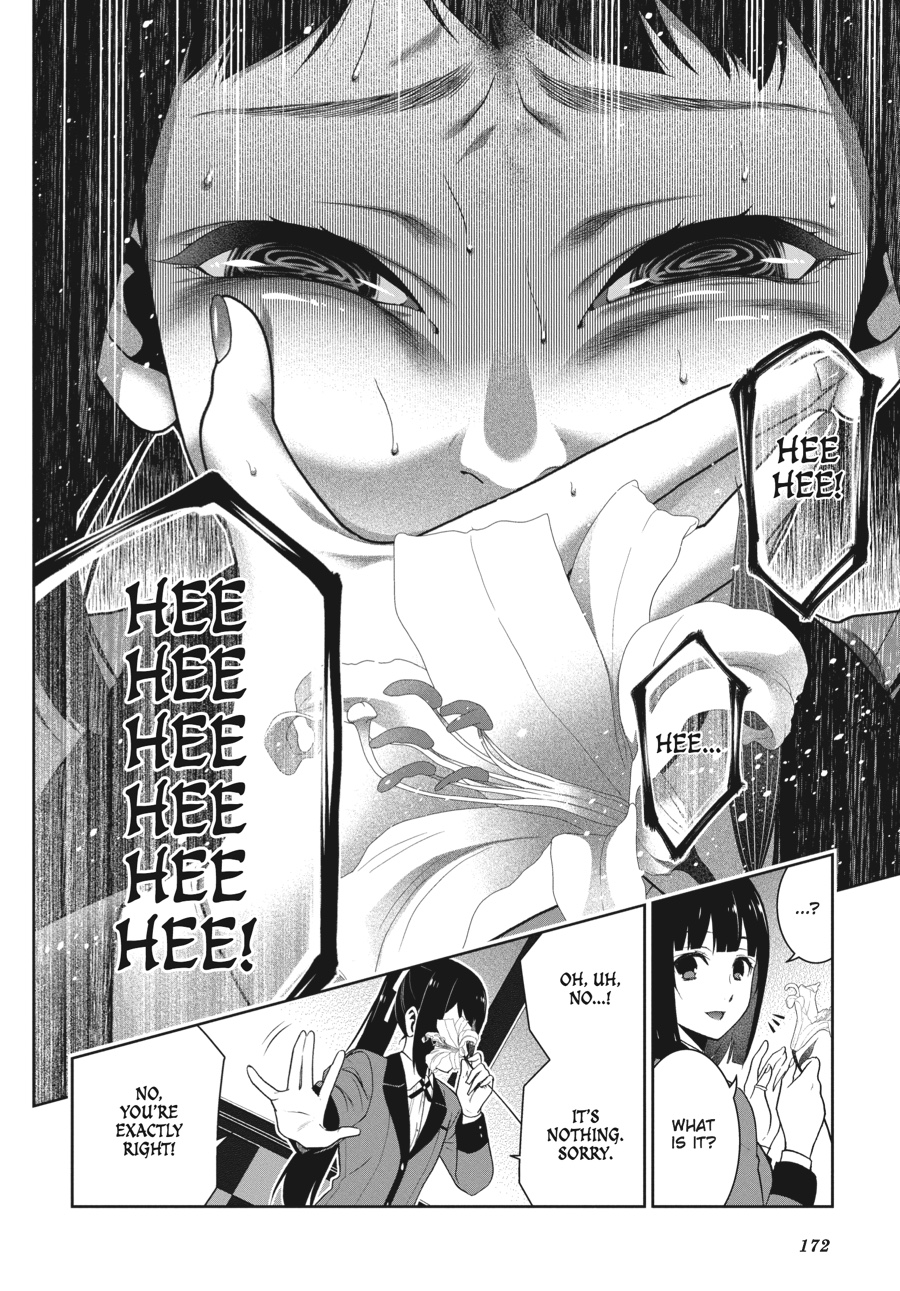 HEE
HEE!
HEE...
HEE
HEE
HEE
HEE
HEE
HEE!
...?
WHAT
IS IT?
OH, UH,
NO...!
IT'S
NOTHING.
SORRY.
NO,
YOU'RE
EXACTLY
RIGHT!
172